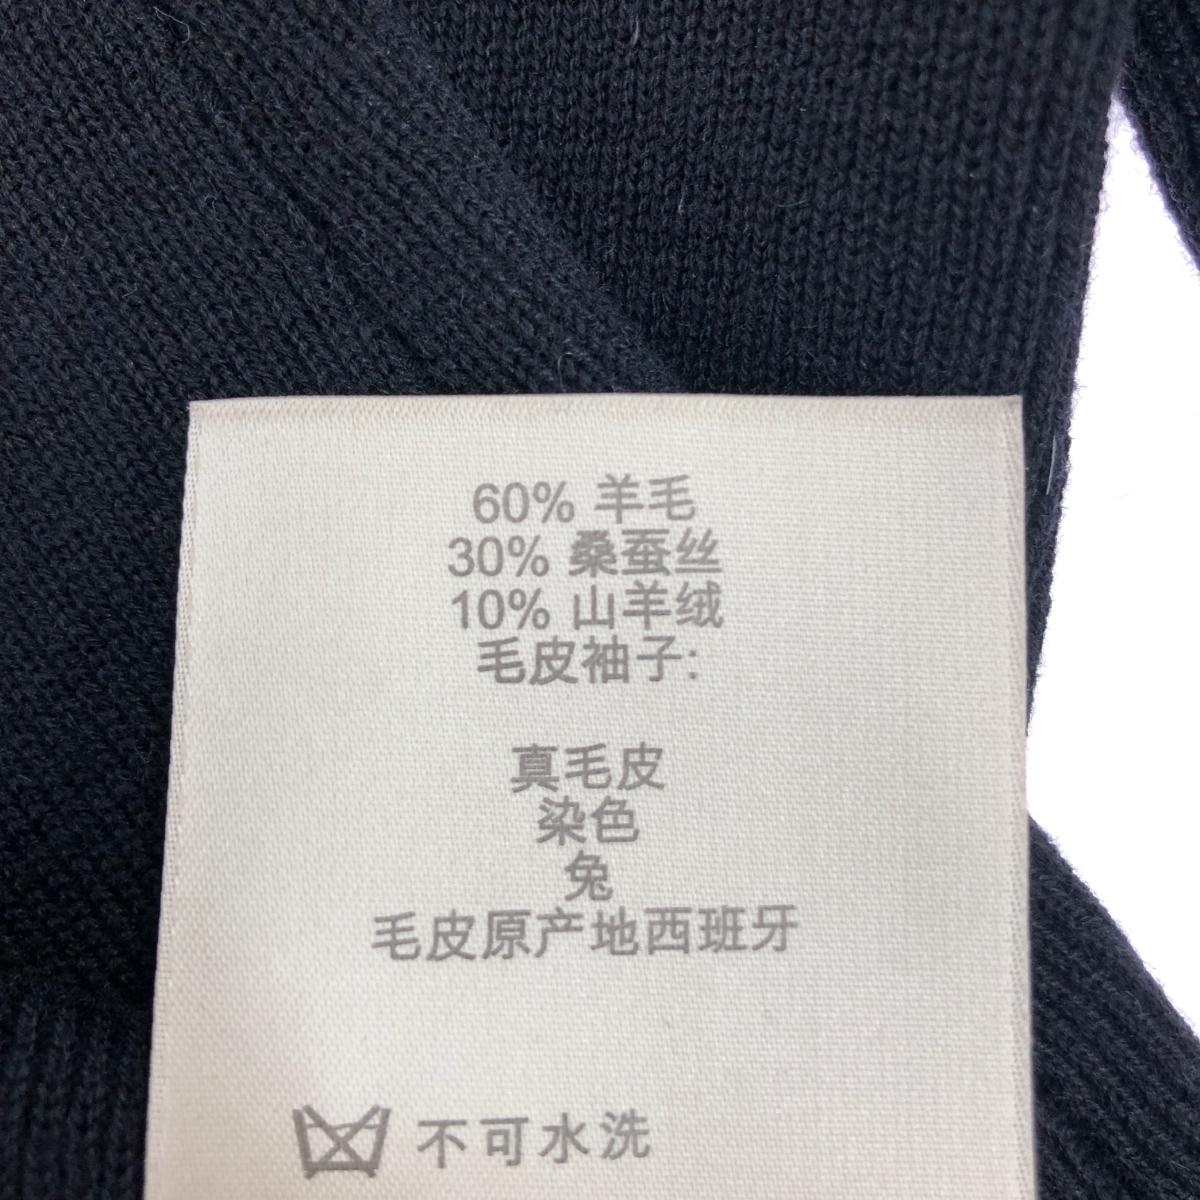 60% 羊毛
30% 桑蚕丝
10% 山羊绒
毛皮袖子:
真毛皮
染色
兔
毛皮原产地西班牙
不可水洗